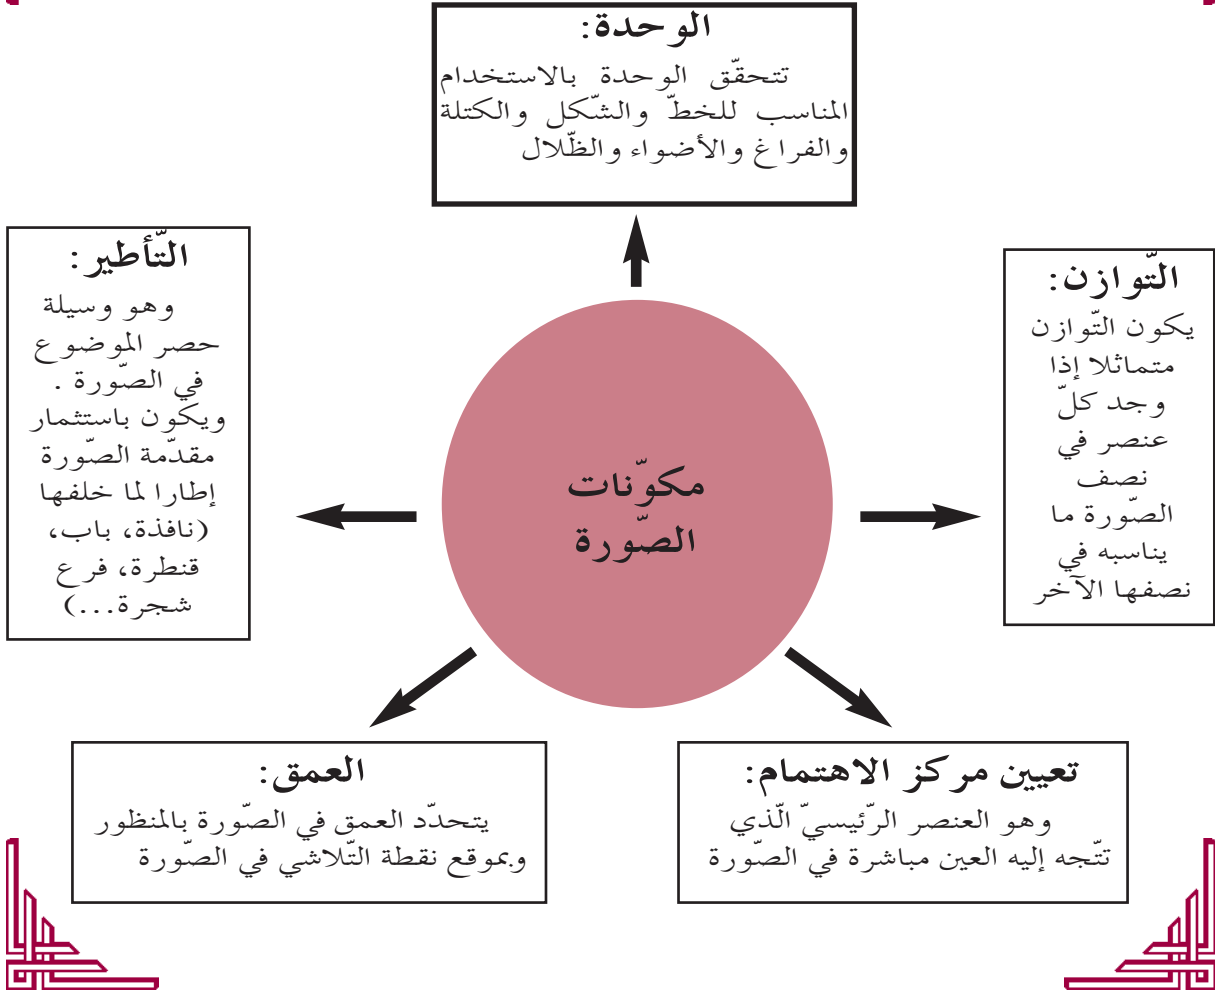 الوحدة:
تتحقّق الوحدة بالاستخدام
المناسب للخطّ والشّكل والكتلة
والفراغ والأضواء والظّلال
التّوازن:
يكون التّوازن
متماثلا إذا
وجد كلّ
عنصر في
نصف
الصّورة ما
يناسبه في
نصفها الآخر
التّأطير:
وهو وسيلة
حصر الموضوع
في الصّورة .
ويكون باستثمار
مقدّمة الصّورة
إطارا لما خلفها
(نافذة، باب،
قنطرة، فرع
شجرة...)
مكوّنات
الصّورة
تعيين مركز الاهتمام:
وهو العنصر الرّئيسيّ الّذي
تتّجه إليه العين مباشرة في الصّورة
العمق:
يتحدّد العمق في الصّورة بالمنظور
وبموقع نقطة التّلاشي في الصّورة